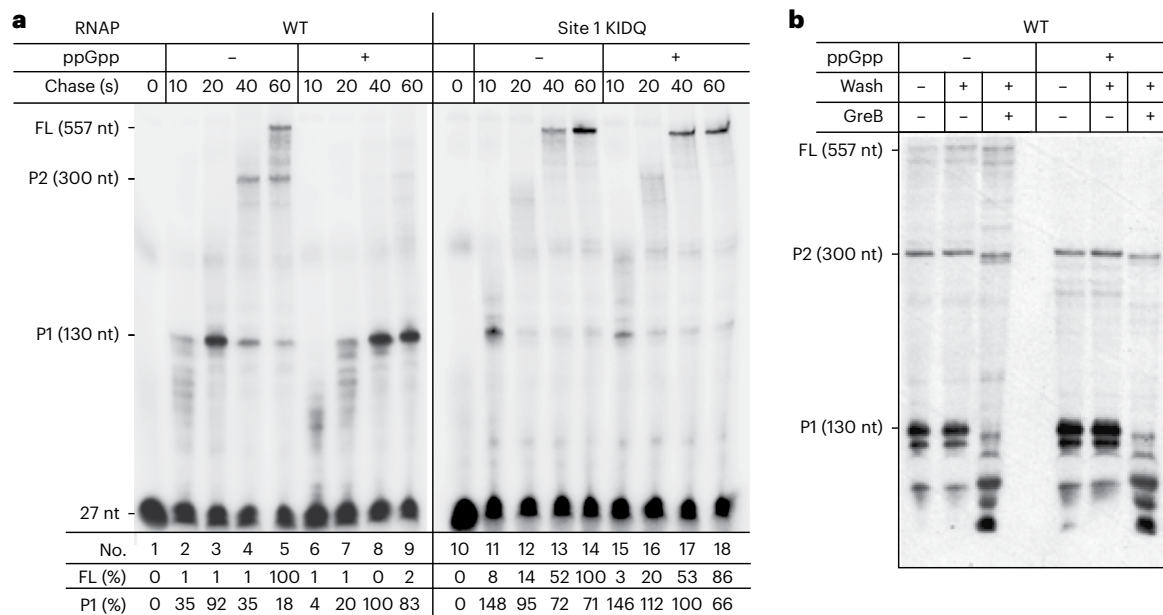 a
RNAP WT Site 1 KIDQ
ppGpp – + – +
Chase (s) 0 10 20 40 60 10 20 40 60 0 10 20 40 60 10 20 40 60
FL (557 nt)
P2 (300 nt)
P1 (130 nt)
27 nt
No. 1 2 3 4 5 6 7 8 9 10 11 12 13 14 15 16 17 18
FL (%) 0 1 1 1 100 1 1 0 2 0 8 14 52 100 3 20 53 86
P1 (%) 0 35 92 35 18 4 20 100 83 0 148 95 72 71 146 112 100 66
b
WT
ppGpp – +
Wash – + + – + +
GreB – – + – – +
FL (557 nt)
P2 (300 nt)
P1 (130 nt)